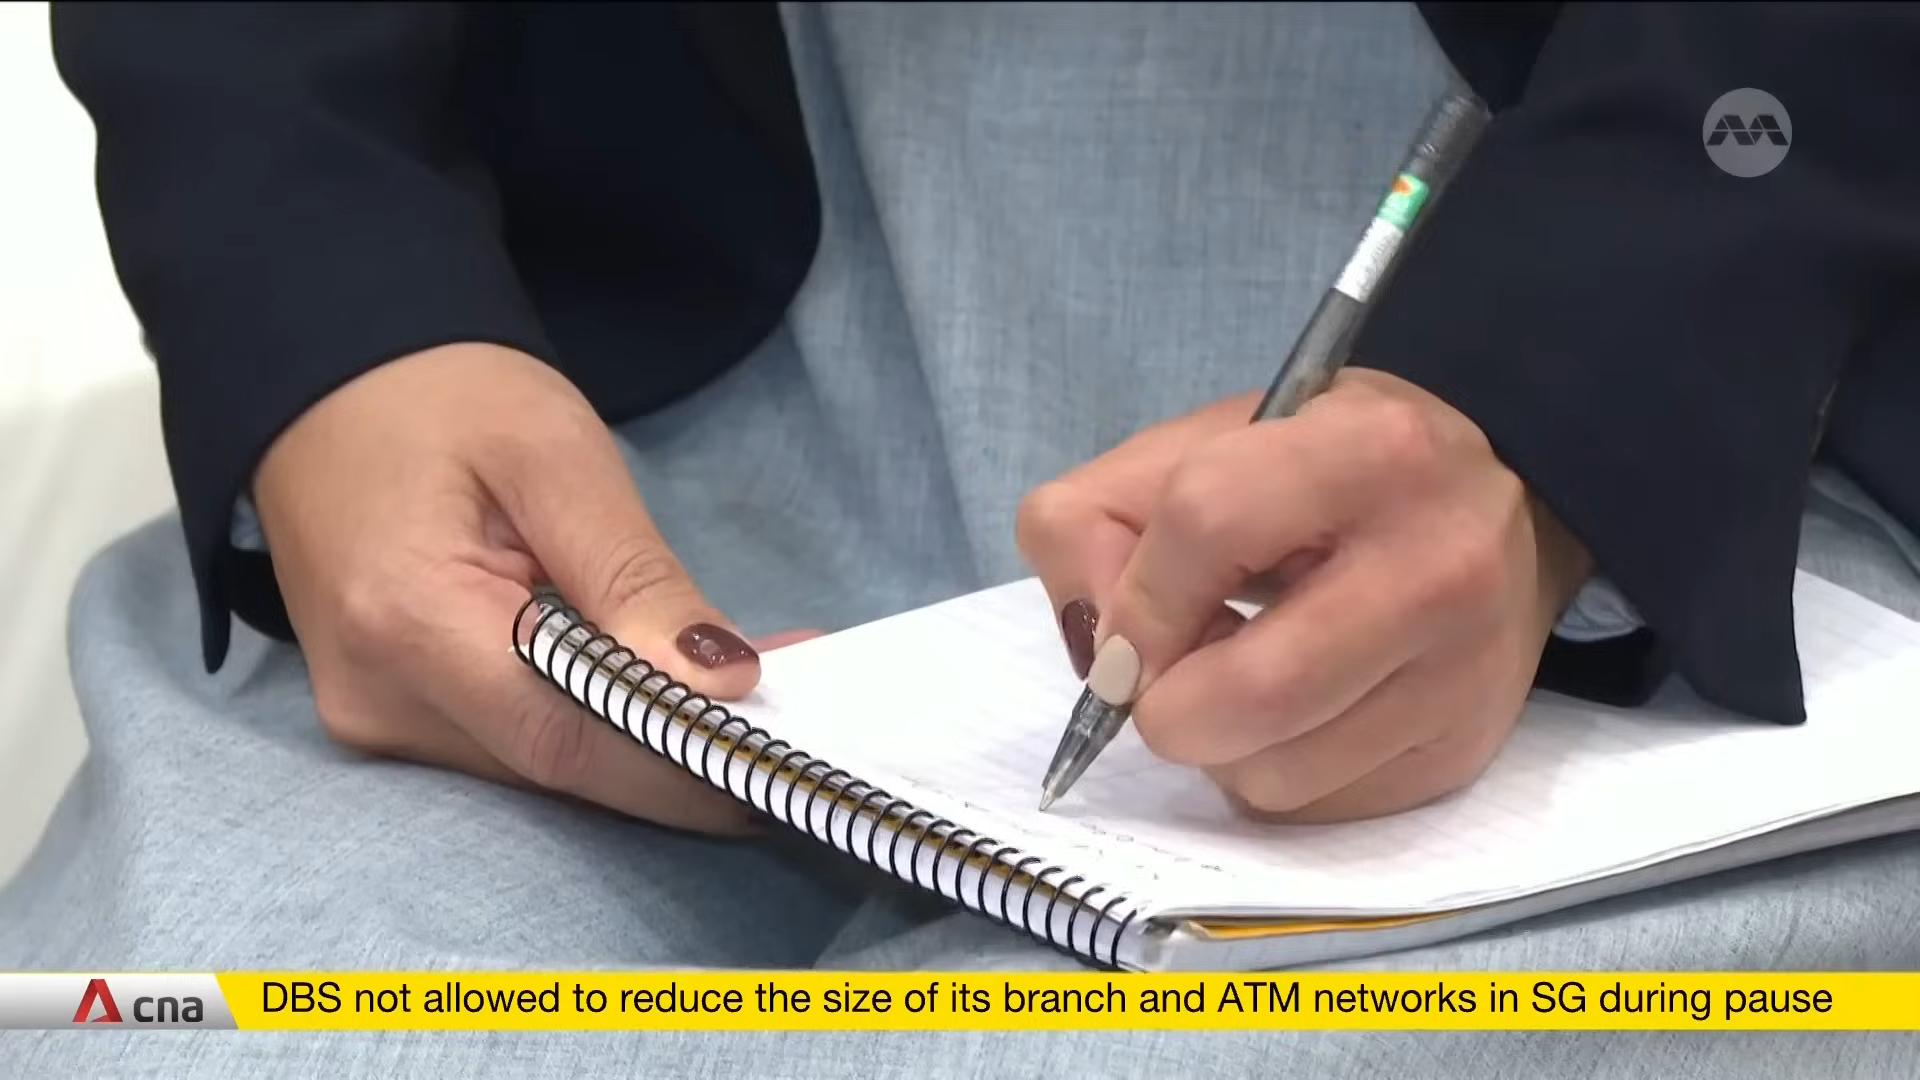 cna
DBS not allowed to reduce the size of its branch and ATM networks in SG during pause